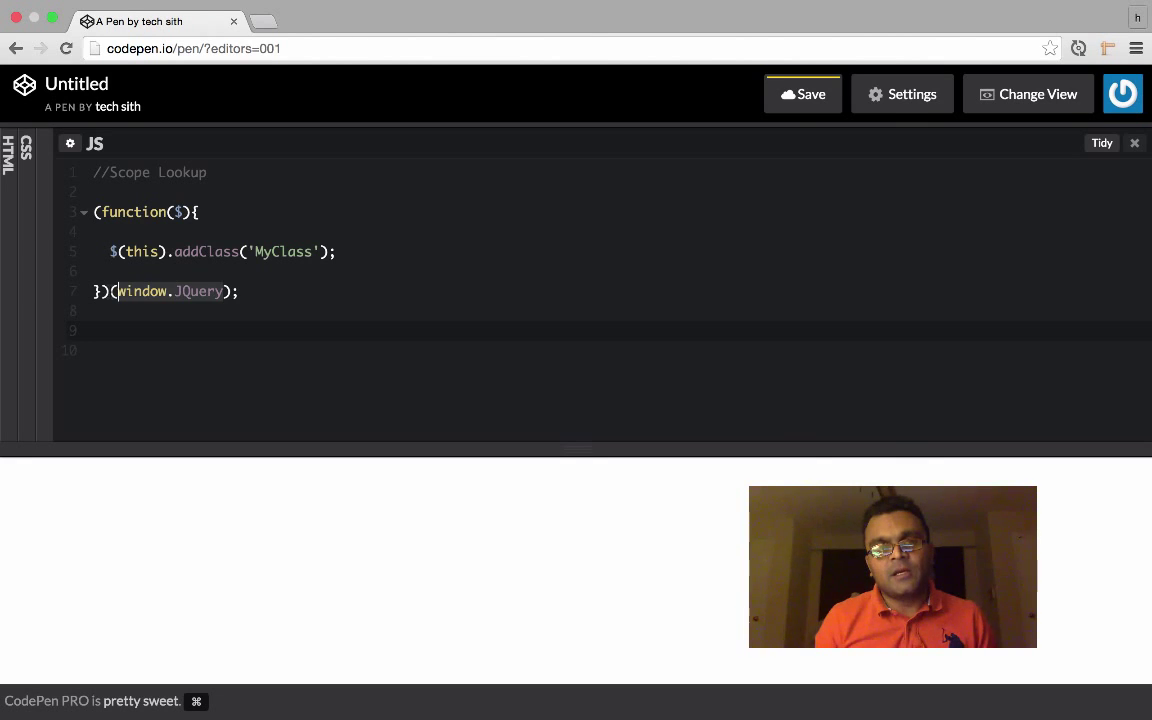 A Pen by tech sith
h
codepen.io/pen/?editors=001
Untitled
A PEN BY tech sith
Save
Settings
Change View
HTML
CSS
JS
Tidy
1 //Scope Lookup
2
3 (function($){
4
5 $(this).addClass('MyClass');
6
7 })(window.JQuery);
8
9
10
CodePen PRO is pretty sweet. ⌘